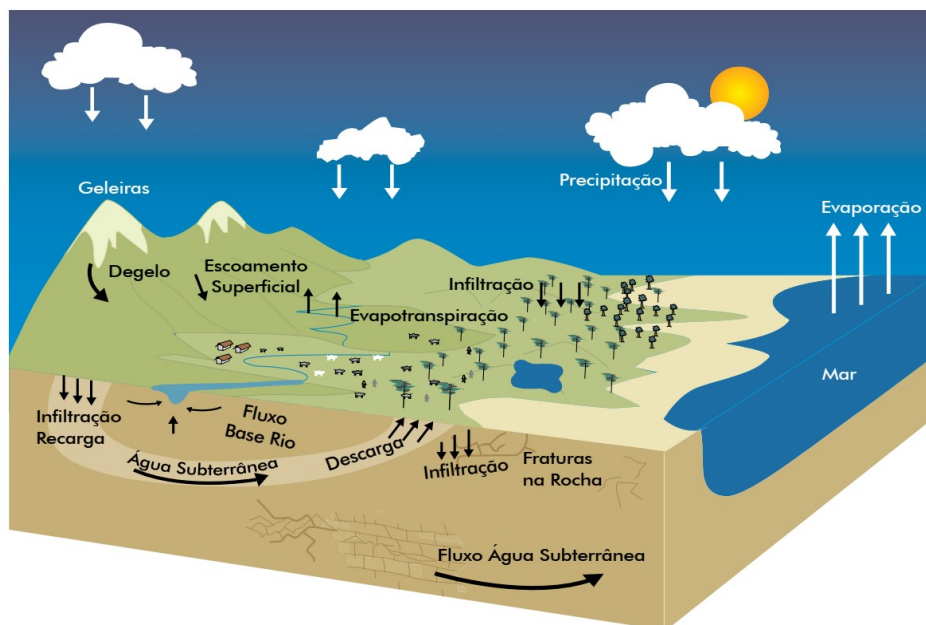 Precipitação
Geleiras
Evaporação
Degelo
Escoamento
Superficial
Infiltração
Evapotranspiração
Mar
Infiltração
Recarga
Fluxo
Base Rio
Descarga
Água Subterrânea
Infiltração
Fraturas
na Rocha
Fluxo Água Subterrânea